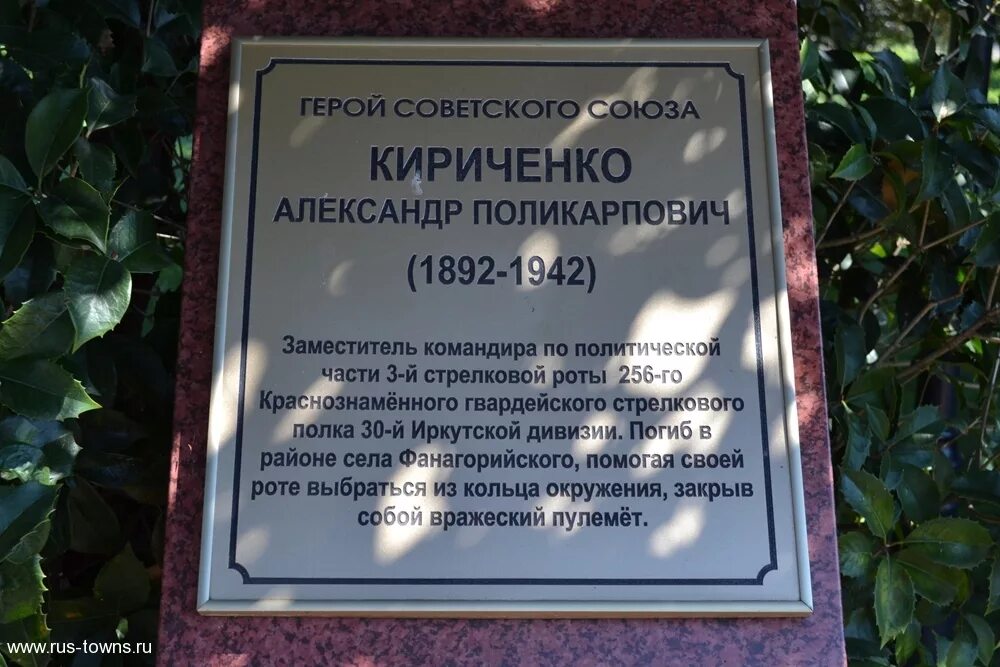 ГЕРОЙ СОВЕТСКОГО СОЮЗА
КИРИЧЕНКО
АЛЕКСАНДР ПОЛИКАРПОВИЧ
(1892-1942)
Заместитель командира по политической
части 3-й стрелковой роты 256-го
Краснознамённого гвардейского стрелкового
полка 30-й Иркутской дивизии. Погиб в
районе села Фанагорийского, помогая своей
роте выбраться из кольца окружения, закрыв
собой вражеский пулемёт.
www.rus-towns.ru